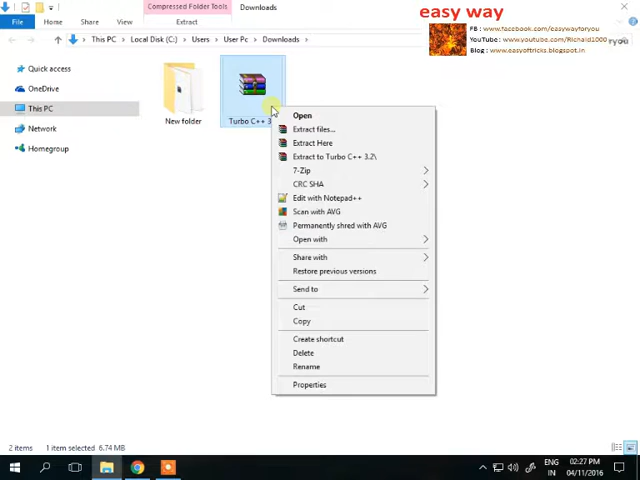 Compressed Folder Tools
Downloads
File
Home
Share
View
Extract
This PC
Local Disk (C:)
Users
User Pc
Downloads
easy way
FB : www.facebook.com/easywayforyou
YouTube : www.youtube.com/Richard1000
Blog : www.easyoftricks.blogspot.in
Quick access
OneDrive
This PC
Network
Homegroup
New folder
Turbo C++ 3
Open
Extract files...
Extract Here
Extract to Turbo C++ 3.2\
7-Zip
CRC SHA
Edit with Notepad++
Scan with AVG
Permanently shred with AVG
Open with
Share with
Restore previous versions
Send to
Cut
Copy
Create shortcut
Delete
Rename
Properties
2 items
1 item selected 6.74 MB
ENG
IN
02:27 PM
04/11/2016